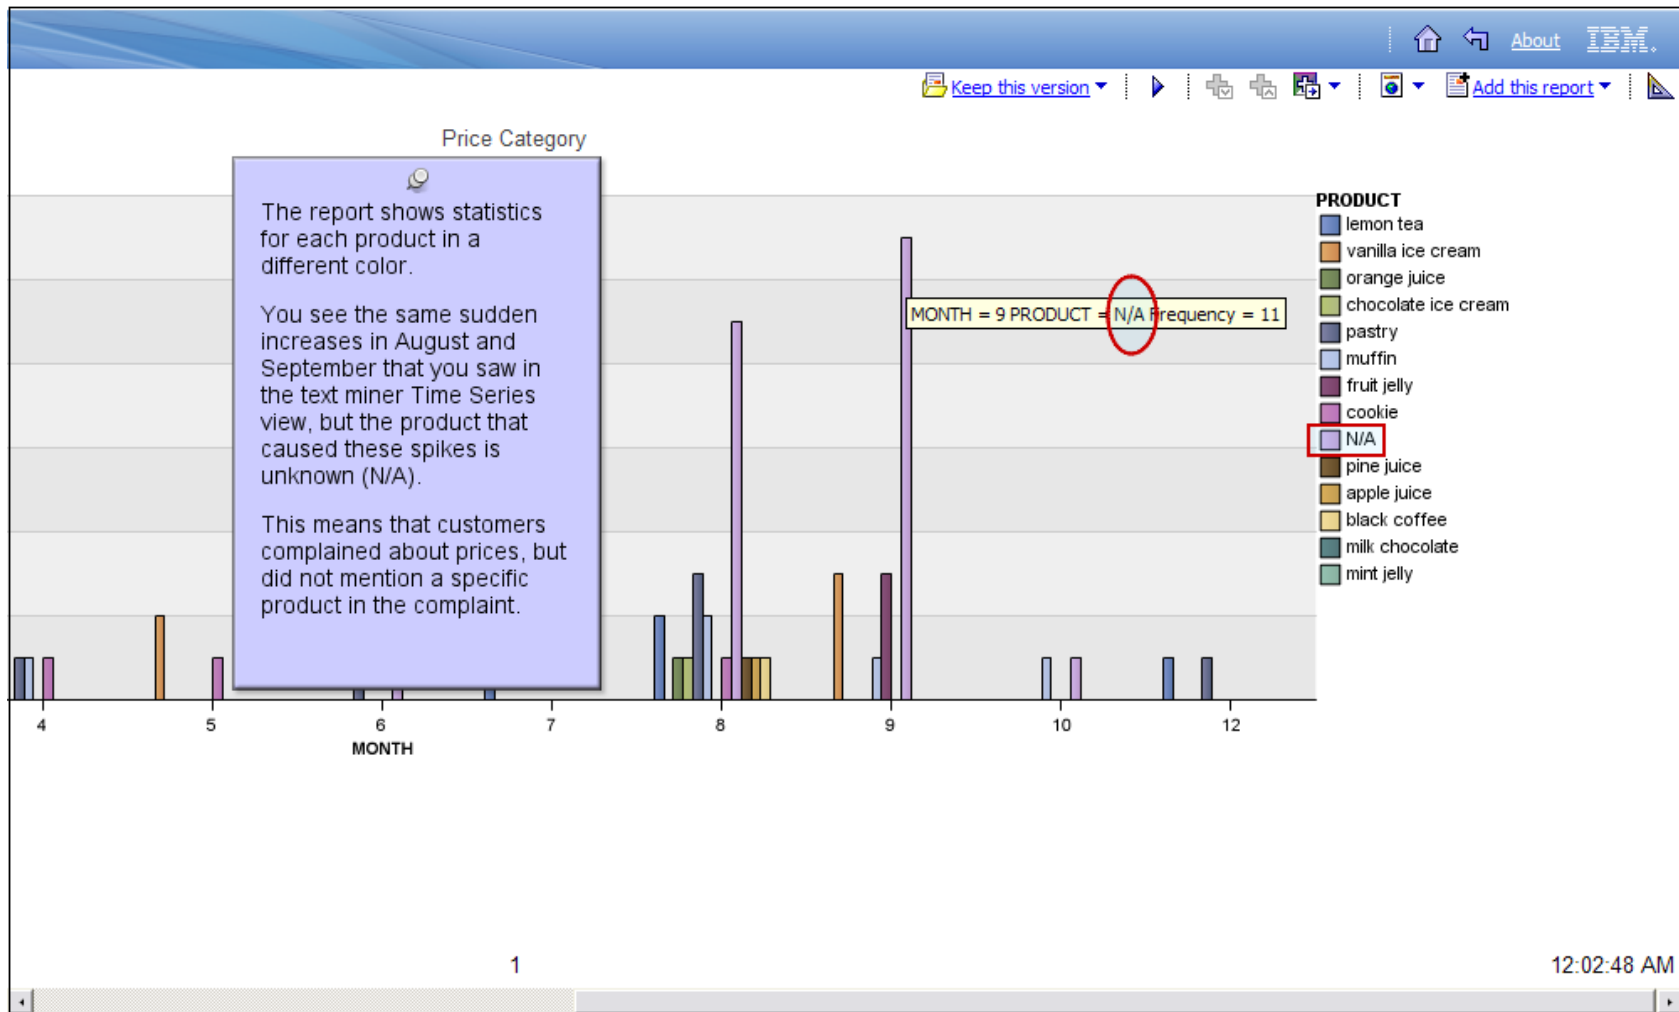 About IBM.
Keep this version Add this report
Price Category
The report shows statistics
for each product in a
different color.
You see the same sudden
increases in August and
September that you saw in
the text miner Time Series
view, but the product that
caused these spikes is
unknown (N/A).
This means that customers
complained about prices, but
did not mention a specific
product in the complaint.
MONTH = 9 PRODUCT = N/A Frequency = 11
PRODUCT
lemon tea
vanilla ice cream
orange juice
chocolate ice cream
pastry
muffin
fruit jelly
cookie
N/A
pine juice
apple juice
black coffee
milk chocolate
mint jelly
4 5 6 7 8 9 10 12
MONTH
1
12:02:48 AM